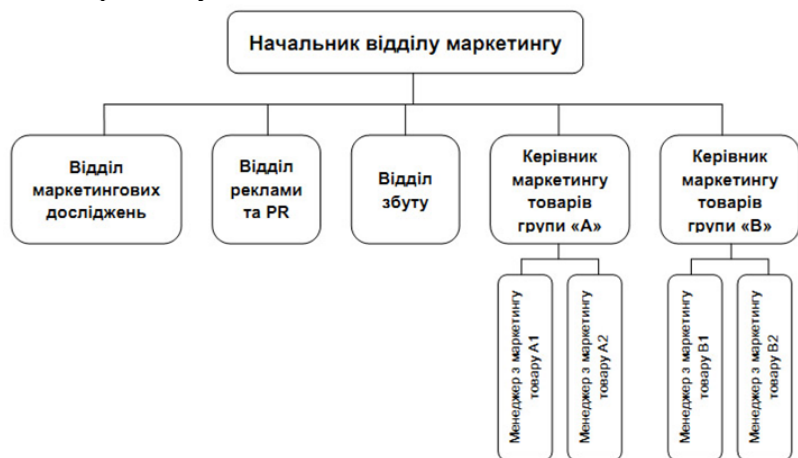 Начальник відділу маркетингу
Відділ
маркетингових
досліджень
Відділ
реклами
та PR
Відділ
збуту
Керівник
маркетингу
товарів
групи «А»
Керівник
маркетингу
товарів
групи «В»
Менеджер з маркетингу
товару А1
Менеджер з маркетингу
товару А2
Менеджер з маркетингу
товару В1
Менеджер з маркетингу
товару В2